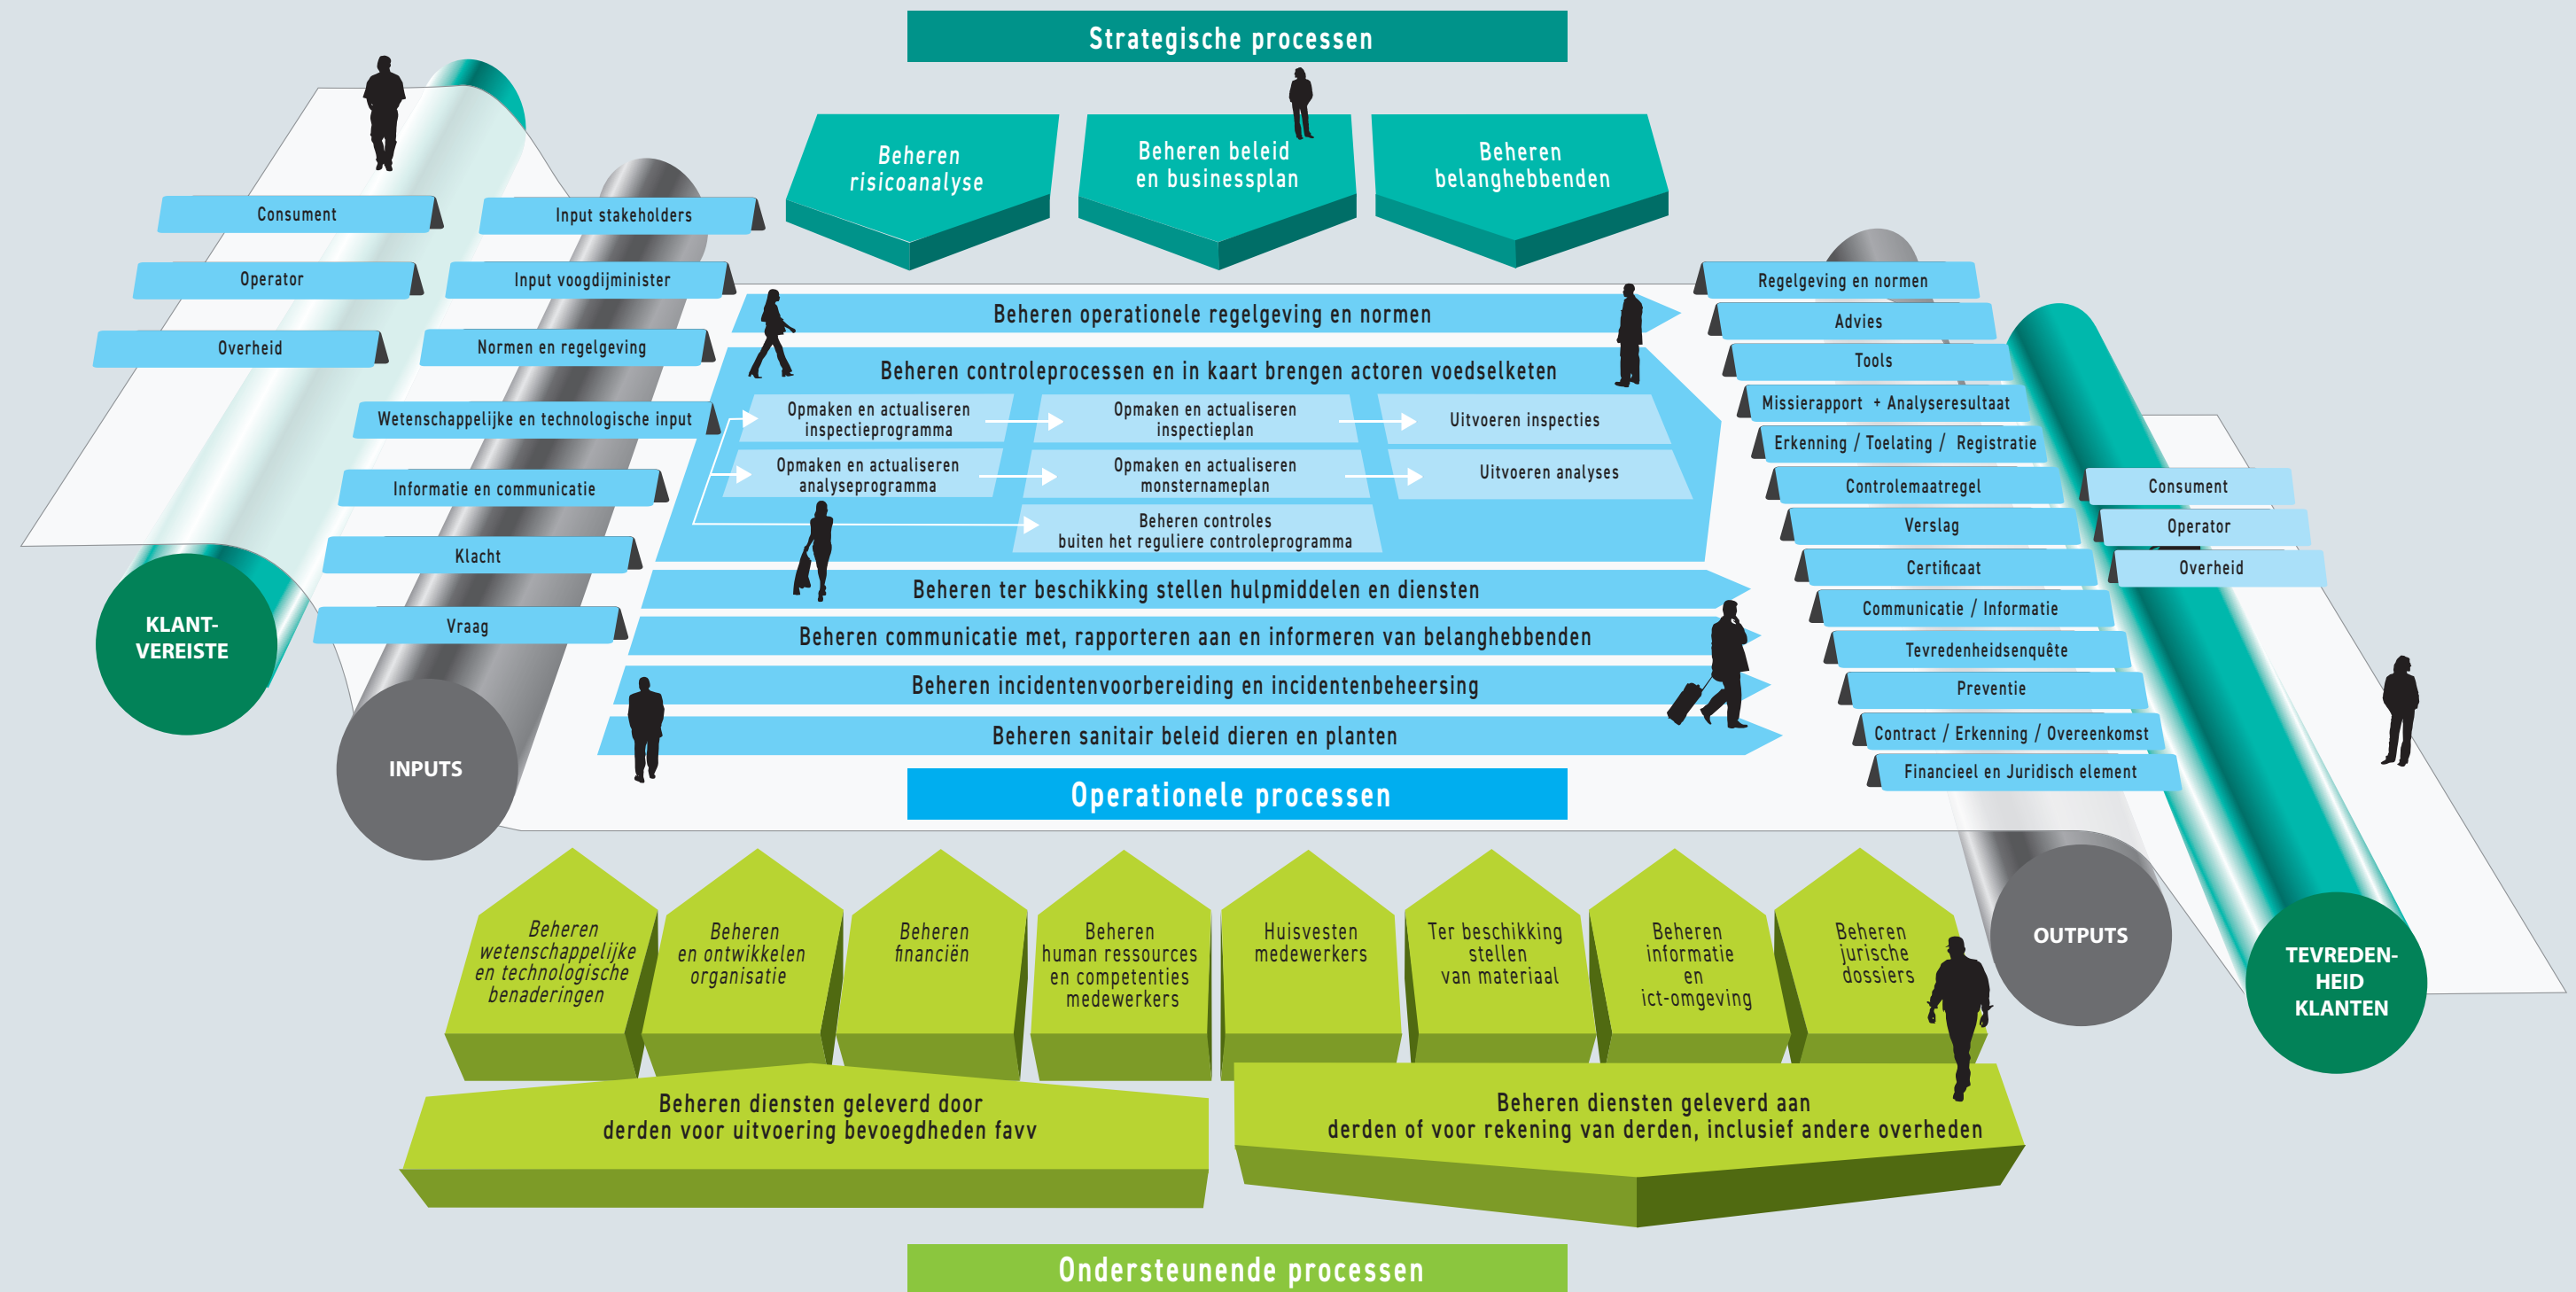 Strategische processen
Beheren
risicoanalyse
Beheren beleid
en businessplan
Beheren
belanghebbenden
Consument
Operator
Overheid
KLANT-
VEREISTE
Input stakeholders
Input voogdijminister
Normen en regelgeving
Wetenschappelijke en technologische input
Informatie en communicatie
Klacht
Vraag
INPUTS
Beheren operationele regelgeving en normen
Beheren controleprocessen en in kaart brengen actoren voedselketen
Opmaken en actualiseren
inspectieprogramma
Opmaken en actualiseren
inspectieplan
Uitvoeren inspecties
Opmaken en actualiseren
analyseprogramma
Opmaken en actualiseren
monsternameplan
Uitvoeren analyses
Beheren controles
buiten het reguliere controleprogramma
Beheren ter beschikking stellen hulpmiddelen en diensten
Beheren communicatie met, rapporteren aan en informeren van belanghebbenden
Beheren incidentenvoorbereiding en incidentenbeheersing
Beheren sanitair beleid dieren en planten
Operationele processen
Regelgeving en normen
Advies
Tools
Missierapport + Analyseresultaat
Erkenning / Toelating / Registratie
Controlemaatregel
Verslag
Certificaat
Communicatie / Informatie
Tevredenheidsenquête
Preventie
Contract / Erkenning / Overeenkomst
Financieel en Juridisch element
OUTPUTS
Consument
Operator
Overheid
TEVREDEN-
HEID
KLANTEN
Beheren
wetenschappelijke
en technologische
benaderingen
Beheren
en ontwikkelen
organisatie
Beheren
financiën
Beheren
human ressources
en competenties
medewerkers
Huisvesten
medewerkers
Ter beschikking
stellen
van materiaal
Beheren
informatie
en
ict-omgeving
Beheren
jurische
dossiers
Beheren diensten geleverd door
derden voor uitvoering bevoegdheden favv
Beheren diensten geleverd aan
derden of voor rekening van derden, inclusief andere overheden
Ondersteunende processen